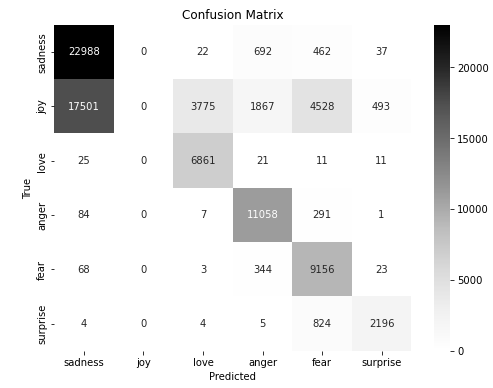 Confusion Matrix
sadness 22988 0 22 692 462 37
joy 17501 0 3775 1867 4528 493
love 25 0 6861 21 11 11
anger 84 0 7 11058 291 1
fear 68 0 3 344 9156 23
surprise 4 0 4 5 824 2196
sadness joy love anger fear surprise
Predicted
True
20000
15000
10000
5000
0